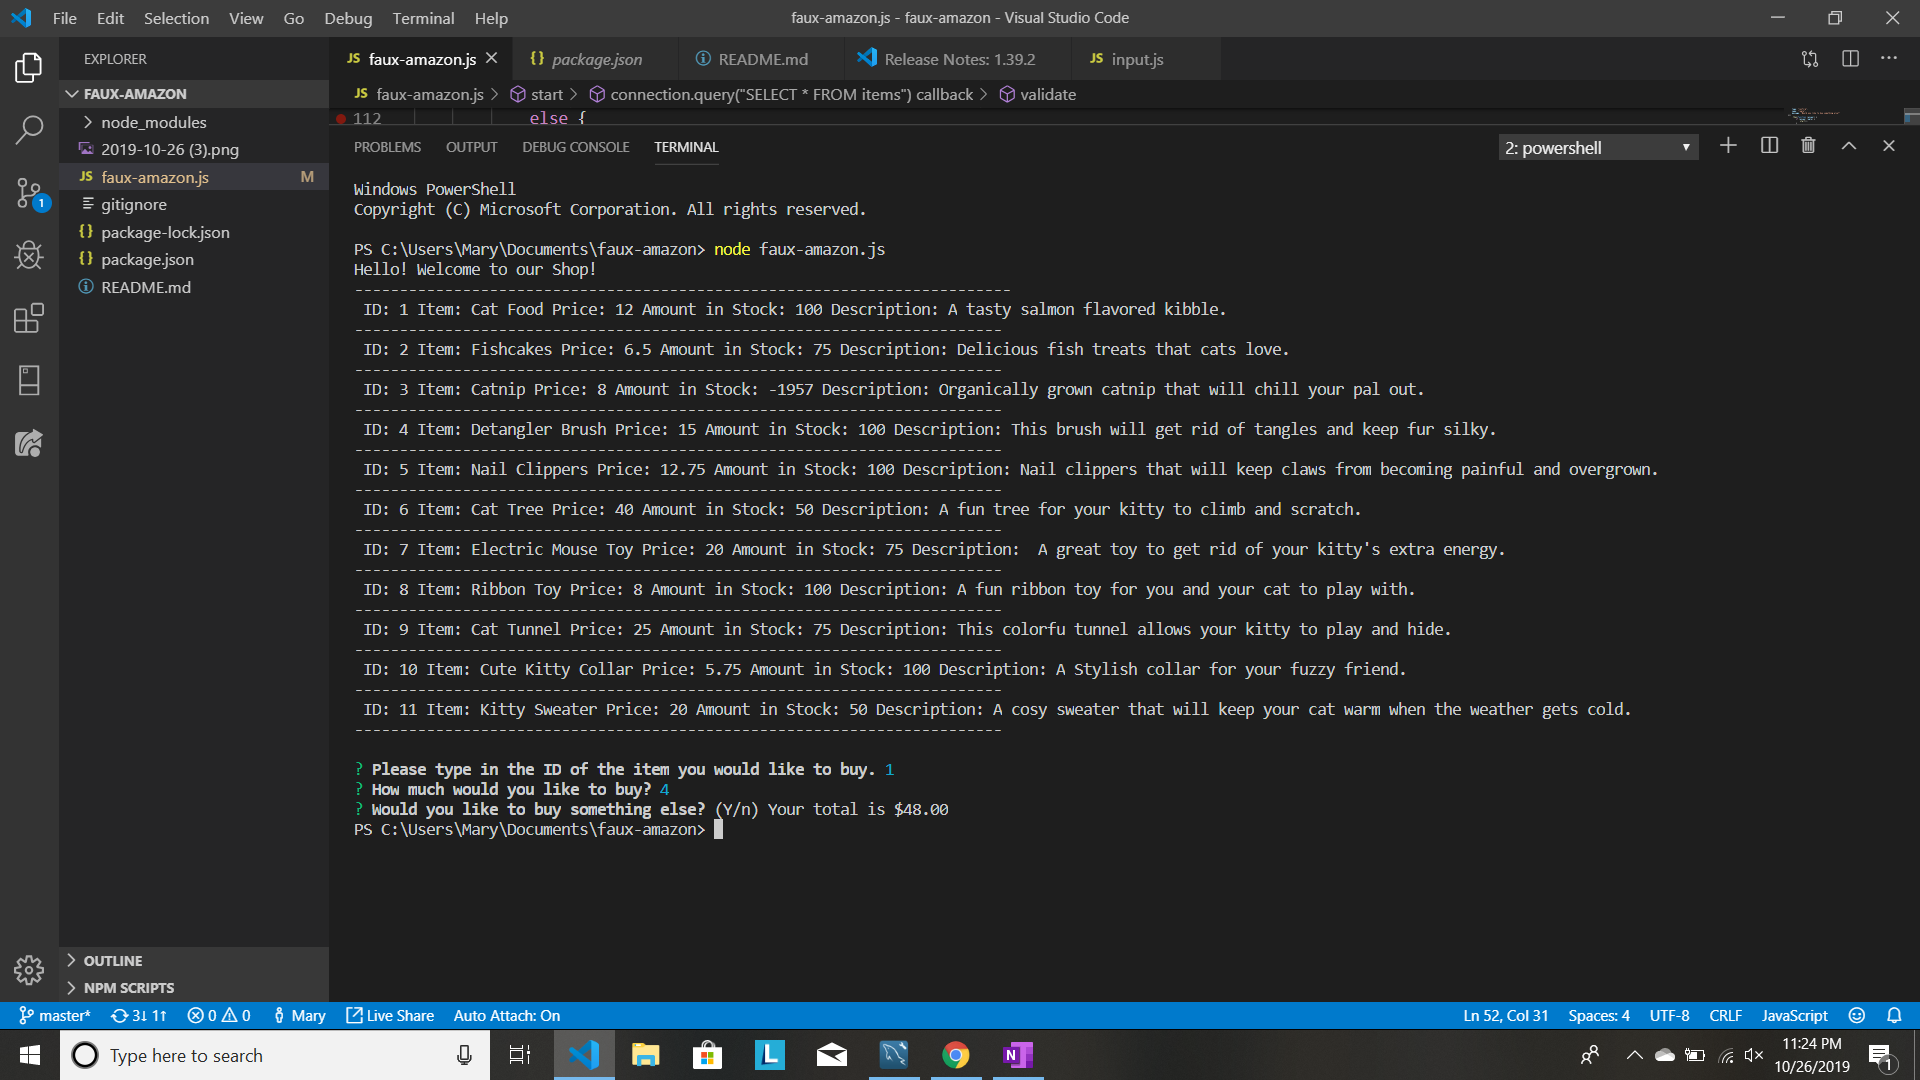 File Edit Selection View Go Debug Terminal Help
faux-amazon.js - faux-amazon - Visual Studio Code
EXPLORER
JS faux-amazon.js
{} package.json
README.md
Release Notes: 1.39.2
JS input.js
FAUX-AMAZON
JS faux-amazon.js > start > connection.query("SELECT * FROM items") callback > validate
112 else {
node_modules
2019-10-26 (3).png
JS faux-amazon.js M
gitignore
{} package-lock.json
{} package.json
README.md
1
PROBLEMS OUTPUT DEBUG CONSOLE TERMINAL
2: powershell
Windows PowerShell
Copyright (C) Microsoft Corporation. All rights reserved.
PS C:\Users\Mary\Documents\faux-amazon> node faux-amazon.js
Hello! Welcome to our Shop!
-------------------------------------------------------------------------
ID: 1 Item: Cat Food Price: 12 Amount in Stock: 100 Description: A tasty salmon flavored kibble.
------------------------------------------------------------------------
ID: 2 Item: Fishcakes Price: 6.5 Amount in Stock: 75 Description: Delicious fish treats that cats love.
------------------------------------------------------------------------
ID: 3 Item: Catnip Price: 8 Amount in Stock: -1957 Description: Organically grown catnip that will chill your pal out.
------------------------------------------------------------------------
ID: 4 Item: Detangler Brush Price: 15 Amount in Stock: 100 Description: This brush will get rid of tangles and keep fur silky.
------------------------------------------------------------------------
ID: 5 Item: Nail Clippers Price: 12.75 Amount in Stock: 100 Description: Nail clippers that will keep claws from becoming painful and overgrown.
------------------------------------------------------------------------
ID: 6 Item: Cat Tree Price: 40 Amount in Stock: 50 Description: A fun tree for your kitty to climb and scratch.
------------------------------------------------------------------------
ID: 7 Item: Electric Mouse Toy Price: 20 Amount in Stock: 75 Description:  A great toy to get rid of your kitty's extra energy.
------------------------------------------------------------------------
ID: 8 Item: Ribbon Toy Price: 8 Amount in Stock: 100 Description: A fun ribbon toy for you and your cat to play with.
------------------------------------------------------------------------
ID: 9 Item: Cat Tunnel Price: 25 Amount in Stock: 75 Description: This colorfu tunnel allows your kitty to play and hide.
------------------------------------------------------------------------
ID: 10 Item: Cute Kitty Collar Price: 5.75 Amount in Stock: 100 Description: A Stylish collar for your fuzzy friend.
------------------------------------------------------------------------
ID: 11 Item: Kitty Sweater Price: 20 Amount in Stock: 50 Description: A cosy sweater that will keep your cat warm when the weather gets cold.
------------------------------------------------------------------------
? Please type in the ID of the item you would like to buy. 1
? How much would you like to buy? 4
? Would you like to buy something else? (Y/n) Your total is $48.00
PS C:\Users\Mary\Documents\faux-amazon>
OUTLINE
NPM SCRIPTS
master* 3↓ 1↑ 0 0 Mary Live Share Auto Attach: On
Ln 52, Col 31 Spaces: 4 UTF-8 CRLF JavaScript
Type here to search
L
N
11:24 PM
10/26/2019
1